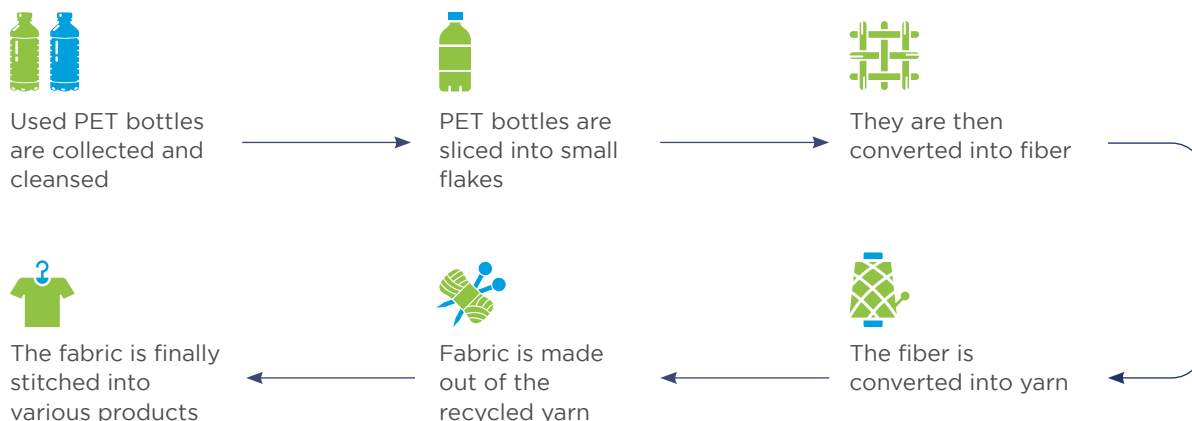 Used PET bottles
are collected and
cleansed
PET bottles are
sliced into small
flakes
They are then
converted into fiber
The fiber is
converted into yarn
Fabric is made
out of the
recycled yarn
The fabric is finally
stitched into
various products